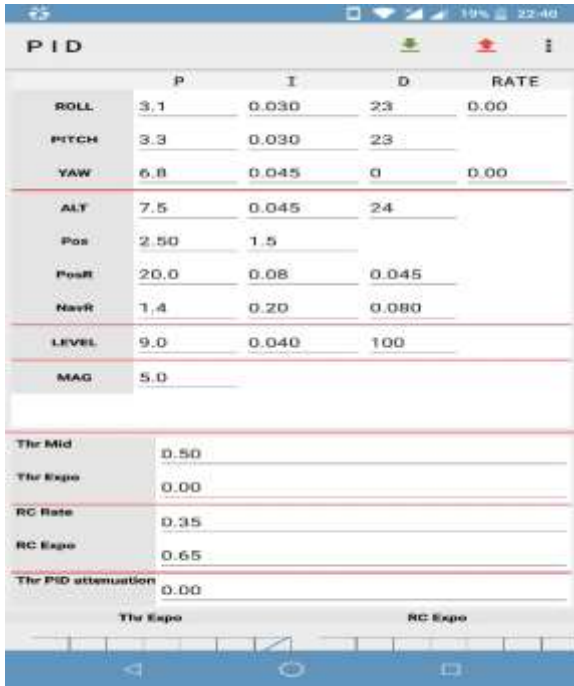 19% 22:40
PID
P I D RATE
ROLL 3.1 0.030 23 0.00
PITCH 3.3 0.030 23
YAW 6.8 0.045 0 0.00
ALT 7.5 0.045 24
Pos 2.50 1.5
PosR 20.0 0.08 0.045
NavR 1.4 0.20 0.080
LEVEL 9.0 0.040 100
MAG 5.0
Thr Mid 0.50
Thr Expo 0.00
RC Rate 0.35
RC Expo 0.65
Thr PID attenuation 0.00
Thr Expo RC Expo